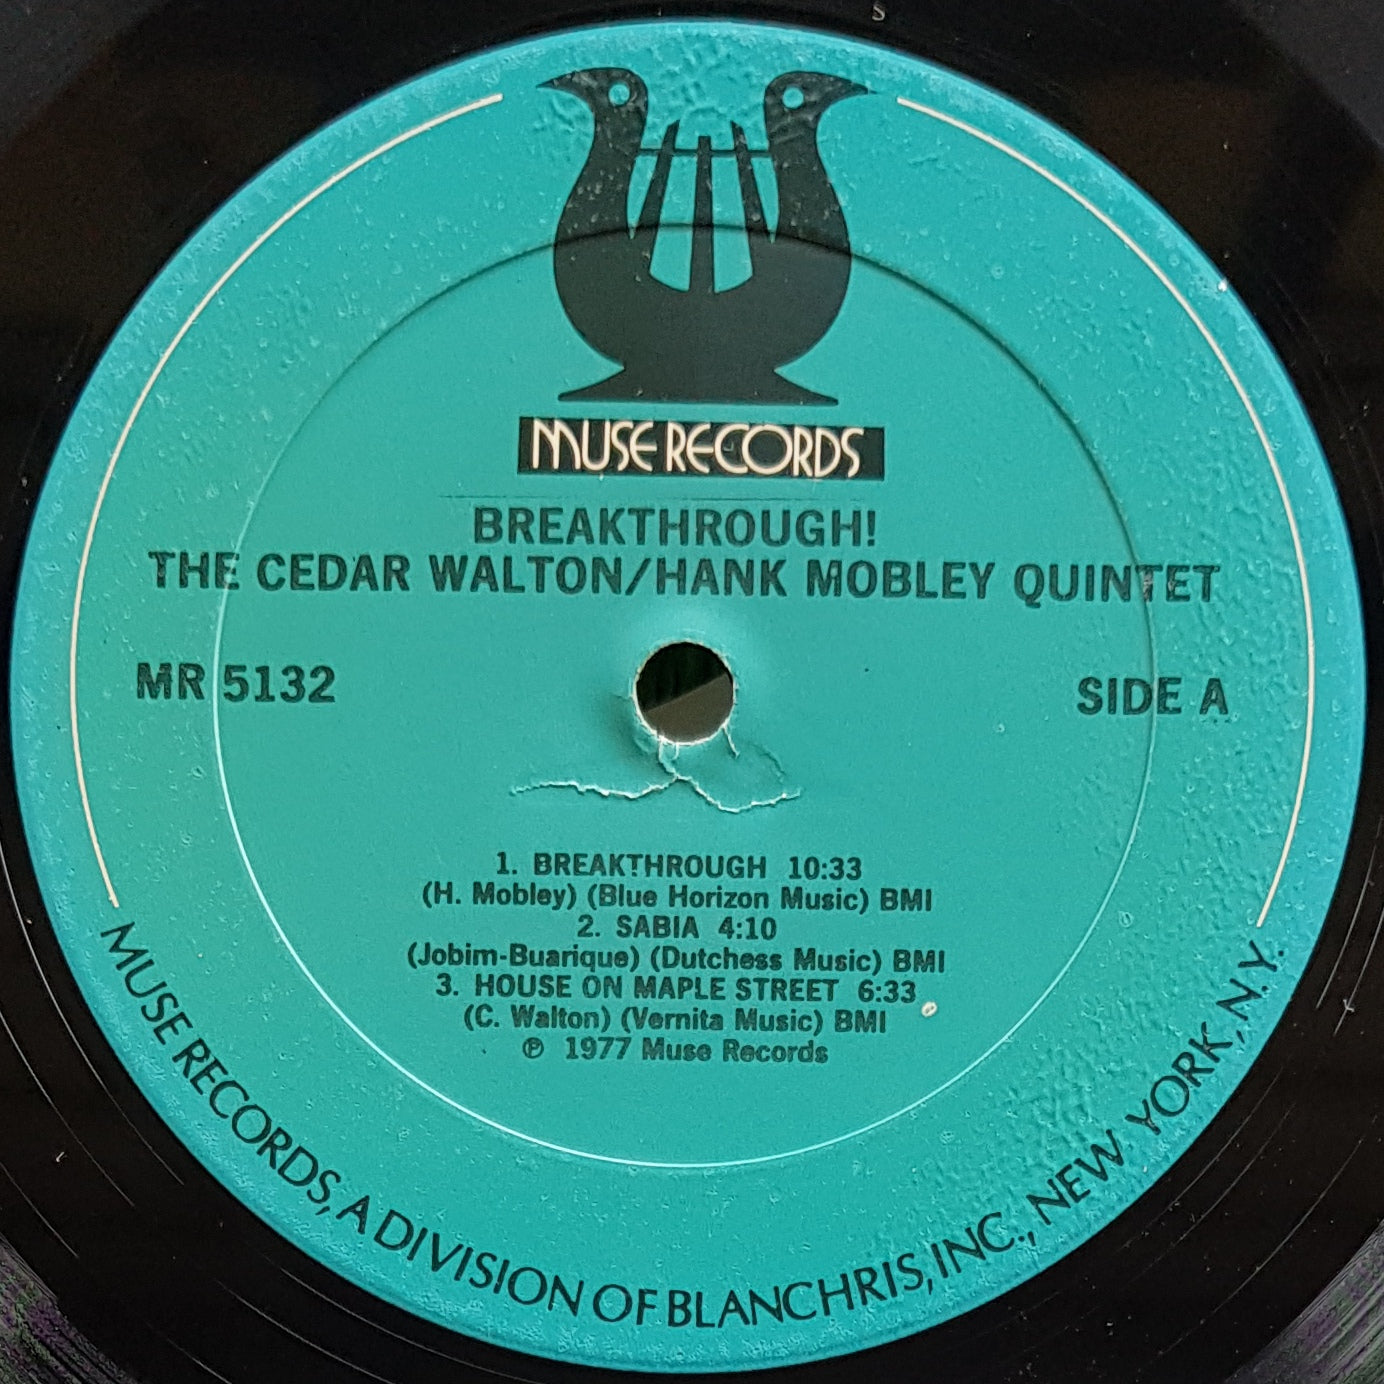 MUSE RECORDS
BREAKTHROUGH!
THE CEDAR WALTON/HANK MOBLEY QUINTET
MR 5132
SIDE A
1. BREAKTHROUGH 10:33
(H. Mobley) (Blue Horizon Music) BMI
2. SABIA 4:10
(Jobim-Buarique) (Dutchess Music) BMI
3. HOUSE ON MAPLE STREET 6:33
(C. Walton) (Vernita Music) BMI
℗ 1977 Muse Records
MUSE RECORDS, A DIVISION OF BLANCHRIS, INC., NEW YORK, N.Y.